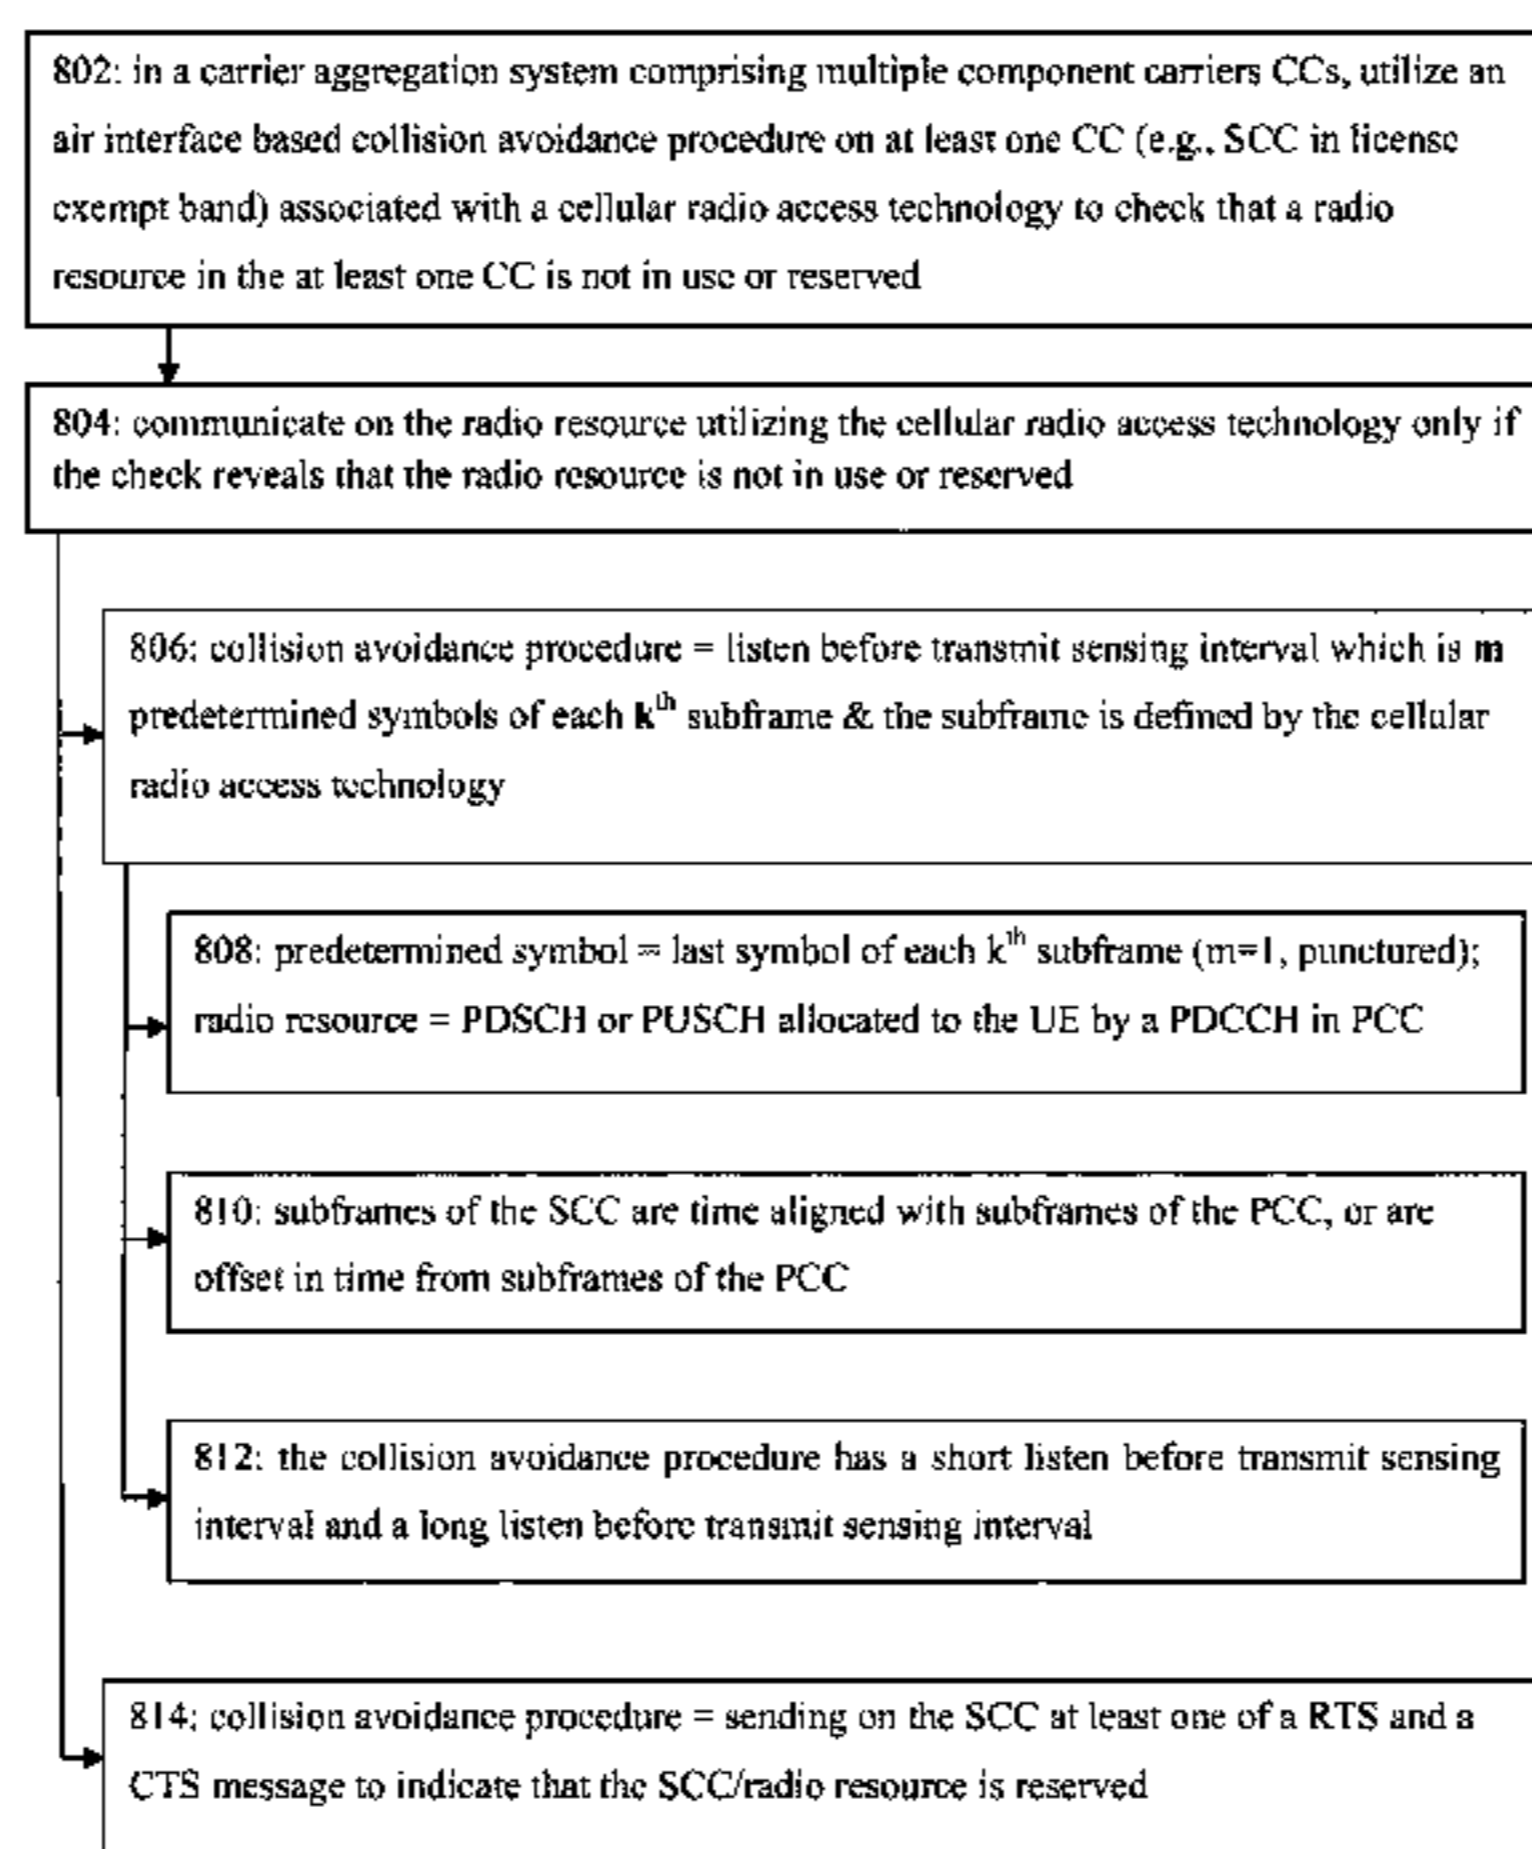 802: in a carrier aggregation system comprising multiple component carriers CCs, utilize an
air interface based collision avoidance procedure on at least one CC (e.g., SCC in license
exempt band) associated with a cellular radio access technology to check that a radio
resource in the at least one CC is not in use or reserved
804: communicate on the radio resource utilizing the cellular radio access technology only if
the check reveals that the radio resource is not in use or reserved
806: collision avoidance procedure = listen before transmit sensing interval which is m
predetermined symbols of each kth subframe & the subframe is defined by the cellular
radio access technology
808: predetermined symbol = last symbol of each kth subframe (m=1, punctured);
radio resource = PDSCH or PUSCH allocated to the UE by a PDCCH in PCC
810: subframes of the SCC are time aligned with subframes of the PCC, or are
offset in time from subframes of the PCC
812: the collision avoidance procedure has a short listen before transmit sensing
interval and a long listen before transmit sensing interval
814: collision avoidance procedure = sending on the SCC at least one of a RTS and a
CTS message to indicate that the SCC/radio resource is reserved